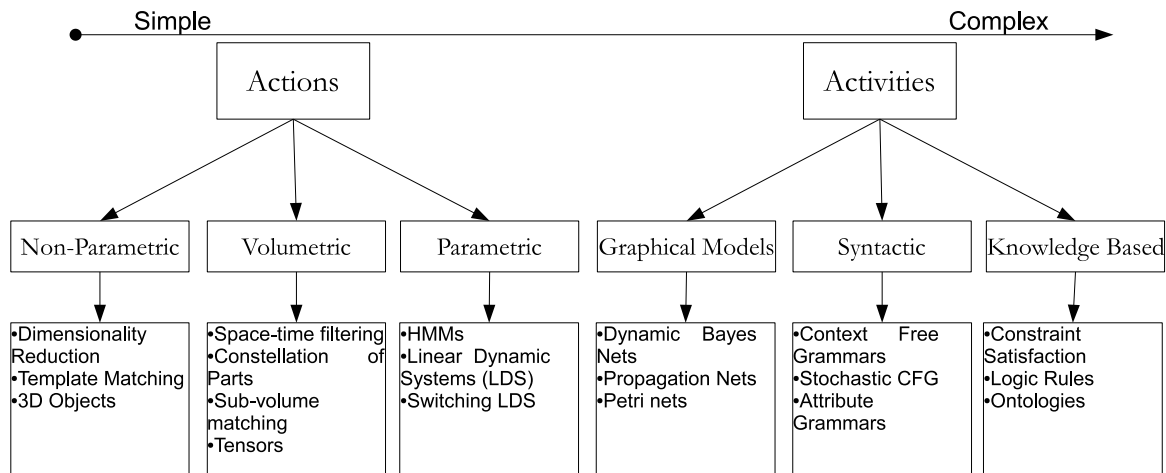 Simple
Complex
Actions
Activities
Non-Parametric
Volumetric
Parametric
Graphical Models
Syntactic
Knowledge Based
•Dimensionality
Reduction
•Template Matching
•3D Objects
•Space-time filtering
•Constellation of
Parts
•Sub-volume
matching
•Tensors
•HMMs
•Linear Dynamic
Systems (LDS)
•Switching LDS
•Dynamic Bayes
Nets
•Propagation Nets
•Petri nets
•Context Free
Grammars
•Stochastic CFG
•Attribute
Grammars
•Constraint
Satisfaction
•Logic Rules
•Ontologies